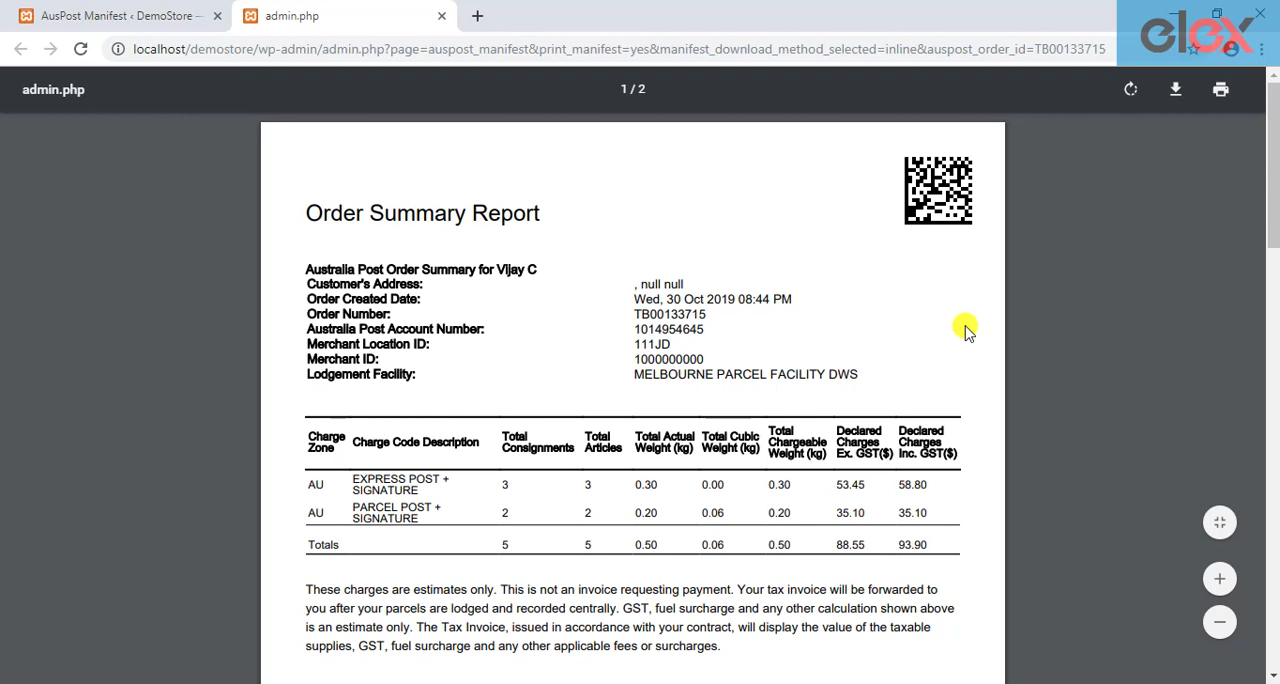 AusPost Manifest ‹ DemoStore —
admin.php
elex
localhost/demostore/wp-admin/admin.php?page=auspost_manifest&print_manifest=yes&manifest_download_method_selected=inline&auspost_order_id=TB00133715
admin.php
1 / 2
Order Summary Report
Australia Post Order Summary for Vijay C
Customer's Address: , null null
Order Created Date: Wed, 30 Oct 2019 08:44 PM
Order Number: TB00133715
Australia Post Account Number: 1014954645
Merchant Location ID: 111JD
Merchant ID: 1000000000
Lodgement Facility: MELBOURNE PARCEL FACILITY DWS
Charge Zone Charge Code Description Total Consignments Total Articles Total Actual Weight (kg) Total Cubic Weight (kg) Total Chargeable Weight (kg) Declared Charges Ex. GST($) Declared Charges Inc. GST($)
AU EXPRESS POST + SIGNATURE 3 3 0.30 0.00 0.30 53.45 58.80
AU PARCEL POST + SIGNATURE 2 2 0.20 0.06 0.20 35.10 35.10
Totals 5 5 0.50 0.06 0.50 88.55 93.90
These charges are estimates only. This is not an invoice requesting payment. Your tax invoice will be forwarded to
you after your parcels are lodged and recorded centrally. GST, fuel surcharge and any other calculation shown above
is an estimate only. The Tax Invoice, issued in accordance with your contract, will display the value of the taxable
supplies, GST, fuel surcharge and any other applicable fees or surcharges.